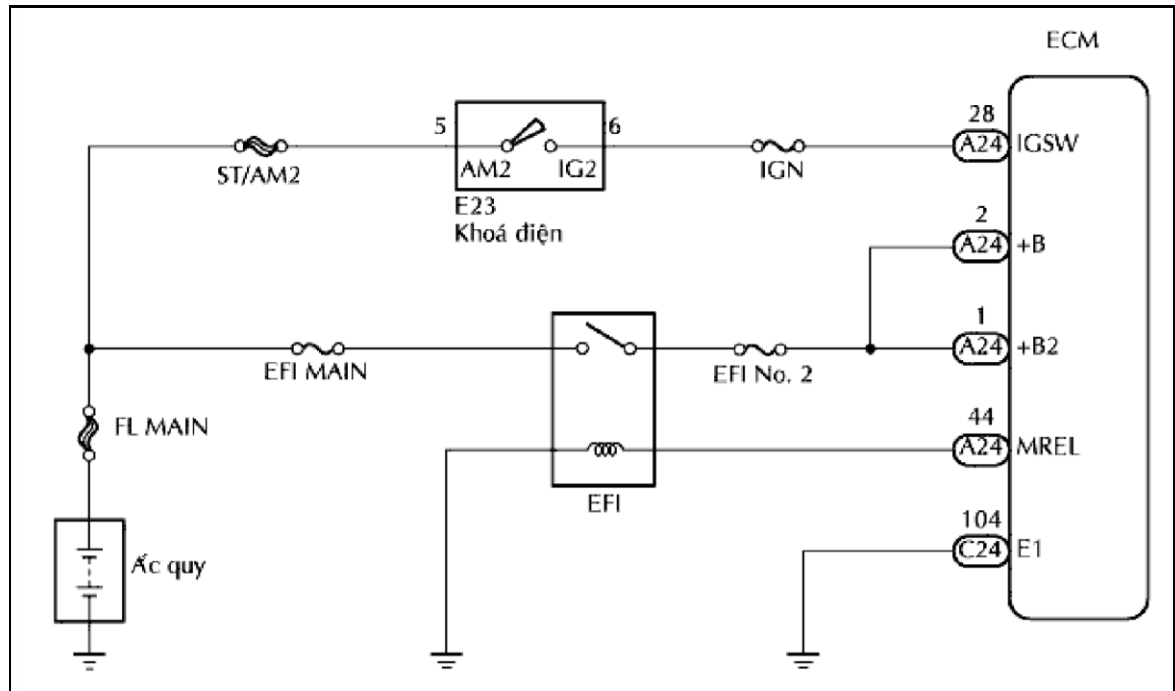 ECM
28
5
6
A24
IGSW
AM2
IG2
ST/AM2
IGN
E23
Khoá điện
2
A24
+B
1
A24
+B2
EFI MAIN
EFI No. 2
FL MAIN
44
A24
MREL
EFI
104
C24
E1
Ắc quy